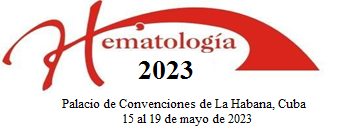 Hematología
2023
Palacio de Convenciones de La Habana, Cuba
15 al 19 de mayo de 2023